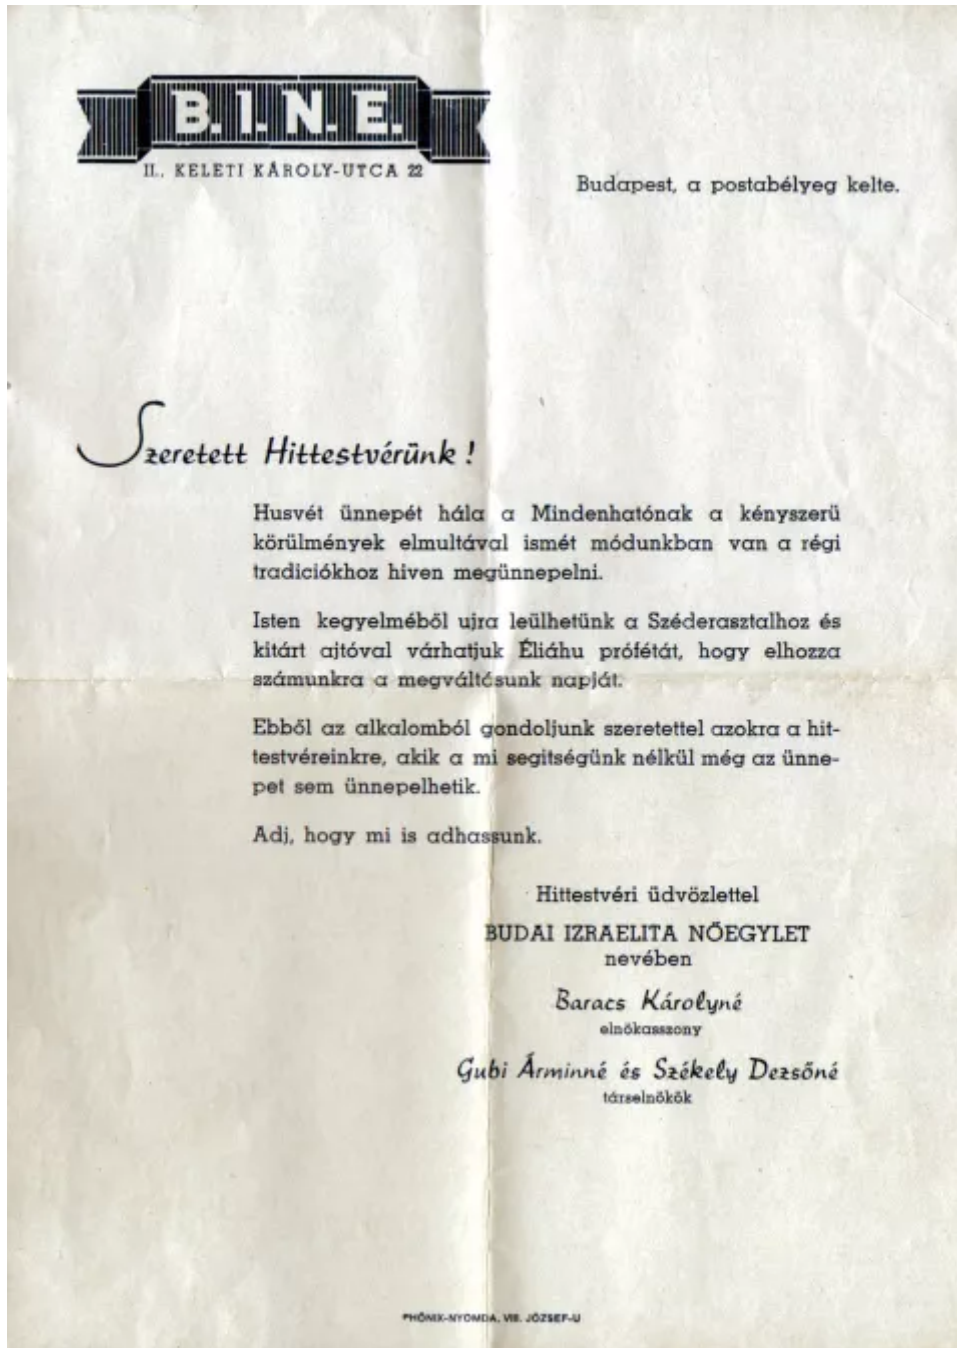 B. I. N. E.
II., KELETI KÁROLY-UTCA 22
Budapest, a postabélyeg kelte.
Szeretett Hittestvérünk !
Husvét ünnepét hála a Mindenhatónak a kényszerü
körülmények elmultával ismét módunkban van a régi
tradiciókhoz hiven megünnepelni.
Isten kegyelméből ujra leülhetünk a Széderasztalhoz és
kitárt ajtóval várhatjuk Éliáhu prófétát, hogy elhozza
számunkra a megváltásunk napját.
Ebből az alkalomból gondoljunk szeretettel azokra a hit-
testvéreinkre, akik a mi segitségünk nélkül még az ünne-
pet sem ünnepelhetik.
Adj, hogy mi is adhassunk.
Hittestvéri üdvözlettel
BUDAI IZRAELITA NŐEGYLET
nevében
Baracs Károlyné
elnökasszony
Gubi Árminné és Székely Dezsőné
társelnökök
PHŐNIX-NYOMDA, VIII. JÓZSEF-U